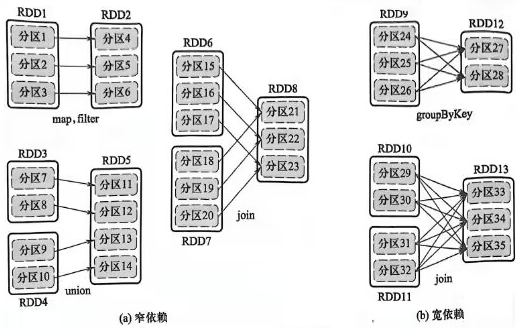 RDD1
RDD2
分区1
分区2
分区3
分区4
分区5
分区6
map,filter
RDD3
分区7
分区8
分区9
分区10
RDD4
RDD5
分区11
分区12
分区13
分区14
union
RDD6
分区15
分区16
分区17
分区18
分区19
分区20
RDD7
RDD8
分区21
分区22
分区23
join
(a) 窄依赖
RDD9
分区24
分区25
分区26
RDD12
分区27
分区28
groupByKey
RDD10
分区29
分区30
分区31
分区32
RDD11
RDD13
分区33
分区34
分区35
join
(b) 宽依赖